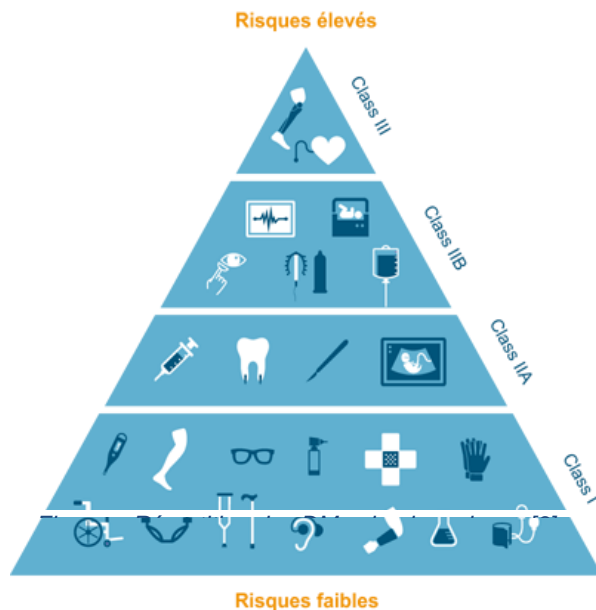 Risques élevés
Class III
Class IIB
Class IIA
Class I
Risques faibles